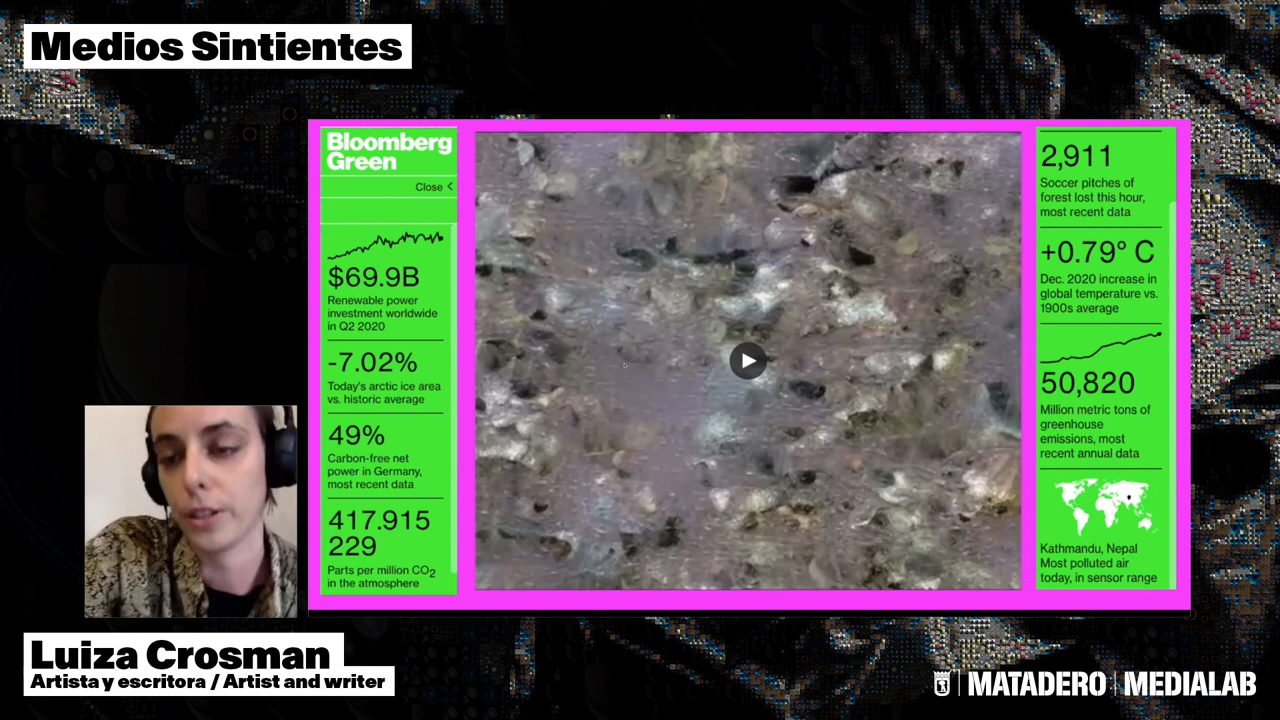 Medios Sintientes
Bloomberg
Green
Close <
$69.9B
Renewable power
investment worldwide
in Q2 2020
-7.02%
Today's arctic ice area
vs. historic average
49%
Carbon-free net
power in Germany,
most recent data
417.915
229
Parts per million CO2
in the atmosphere
2,911
Soccer pitches of
forest lost this hour,
most recent data
+0.79° C
Dec. 2020 increase in
global temperature vs.
1900s average
50,820
Million metric tons of
greenhouse
emissions, most
recent annual data
Kathmandu, Nepal
Most polluted air
today, in sensor range
Luiza Crosman
Artista y escritora / Artist and writer
MATADERO | MEDIALAB